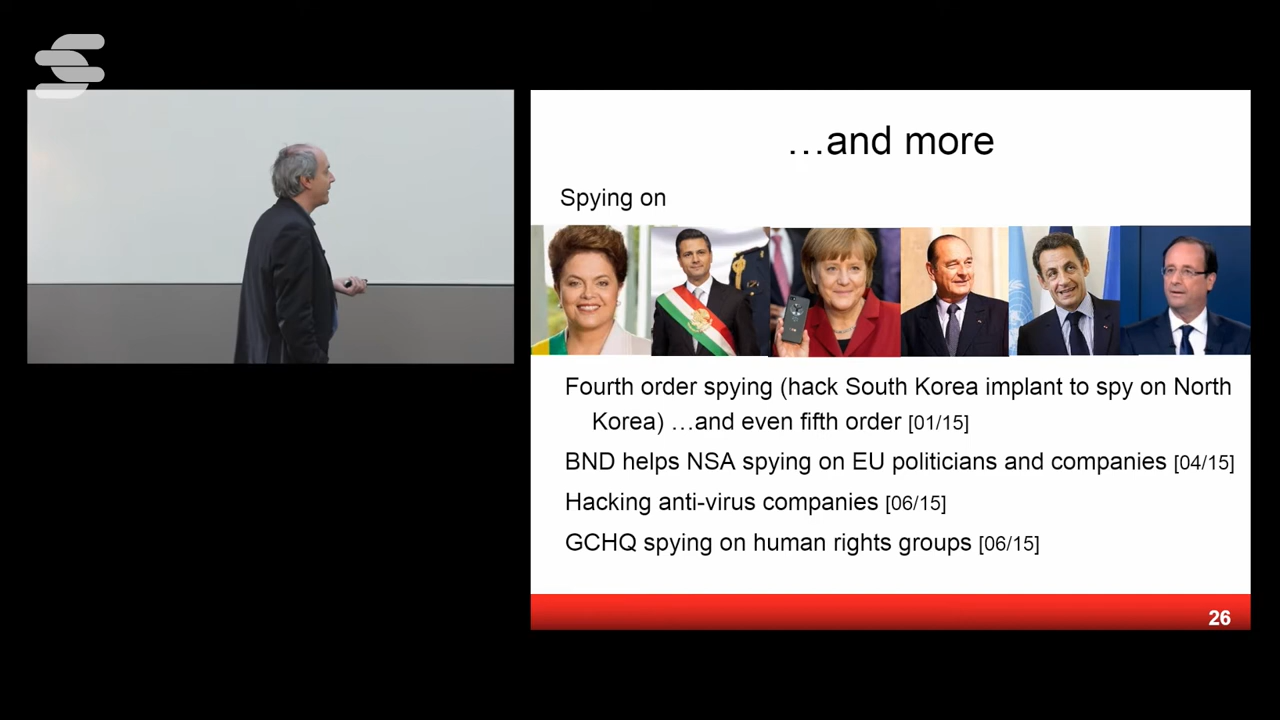 …and more
Spying on
Fourth order spying (hack South Korea implant to spy on North
Korea) …and even fifth order [01/15]
BND helps NSA spying on EU politicians and companies [04/15]
Hacking anti-virus companies [06/15]
GCHQ spying on human rights groups [06/15]
26